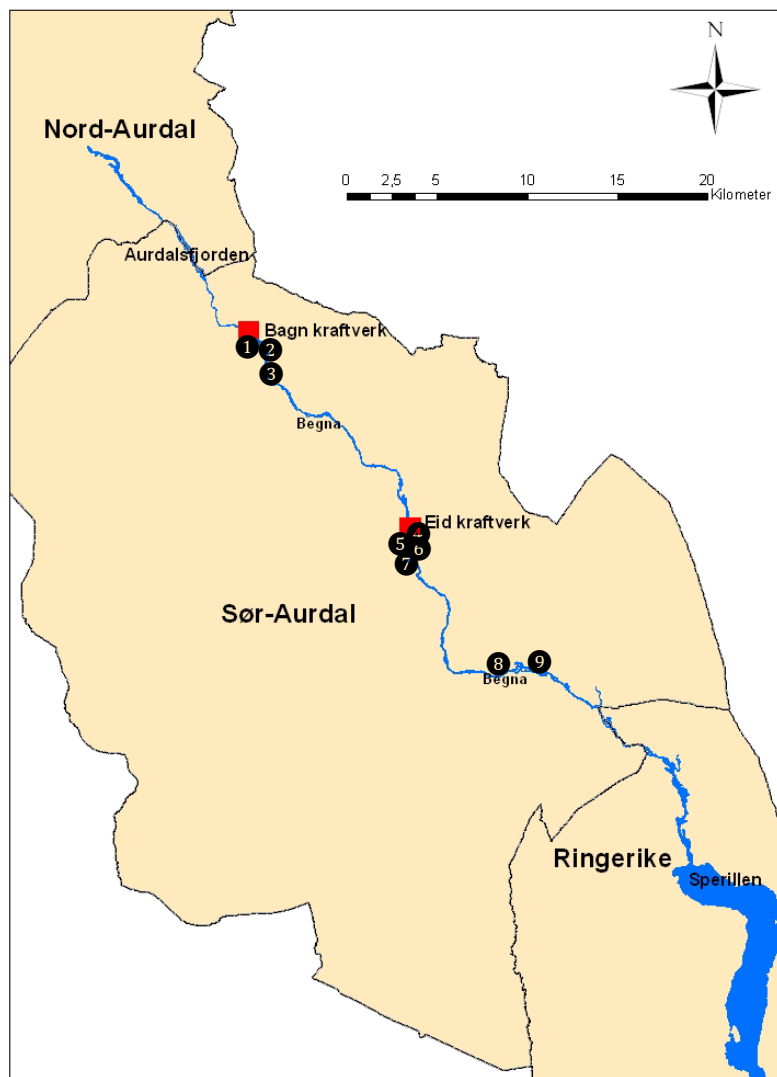 N
Nord-Aurdal
0 2,5 5 10 15 20
Kilometer
Aurdalsfjorden
Bagn kraftverk
1 2
3
Begna
Eid kraftverk
4
5 6
7
Sør-Aurdal
8 9
Begna
Ringerike
Sperillen